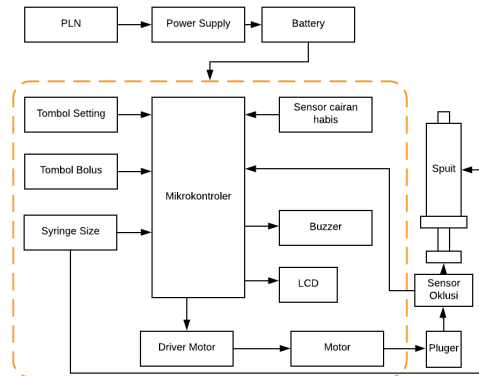 PLN
Power Supply
Battery
Tombol Setting
Sensor cairan
habis
Tombol Bolus
Mikrokontroler
Spuit
Syringe Size
Buzzer
LCD
Sensor
Oklusi
Driver Motor
Motor
Pluger